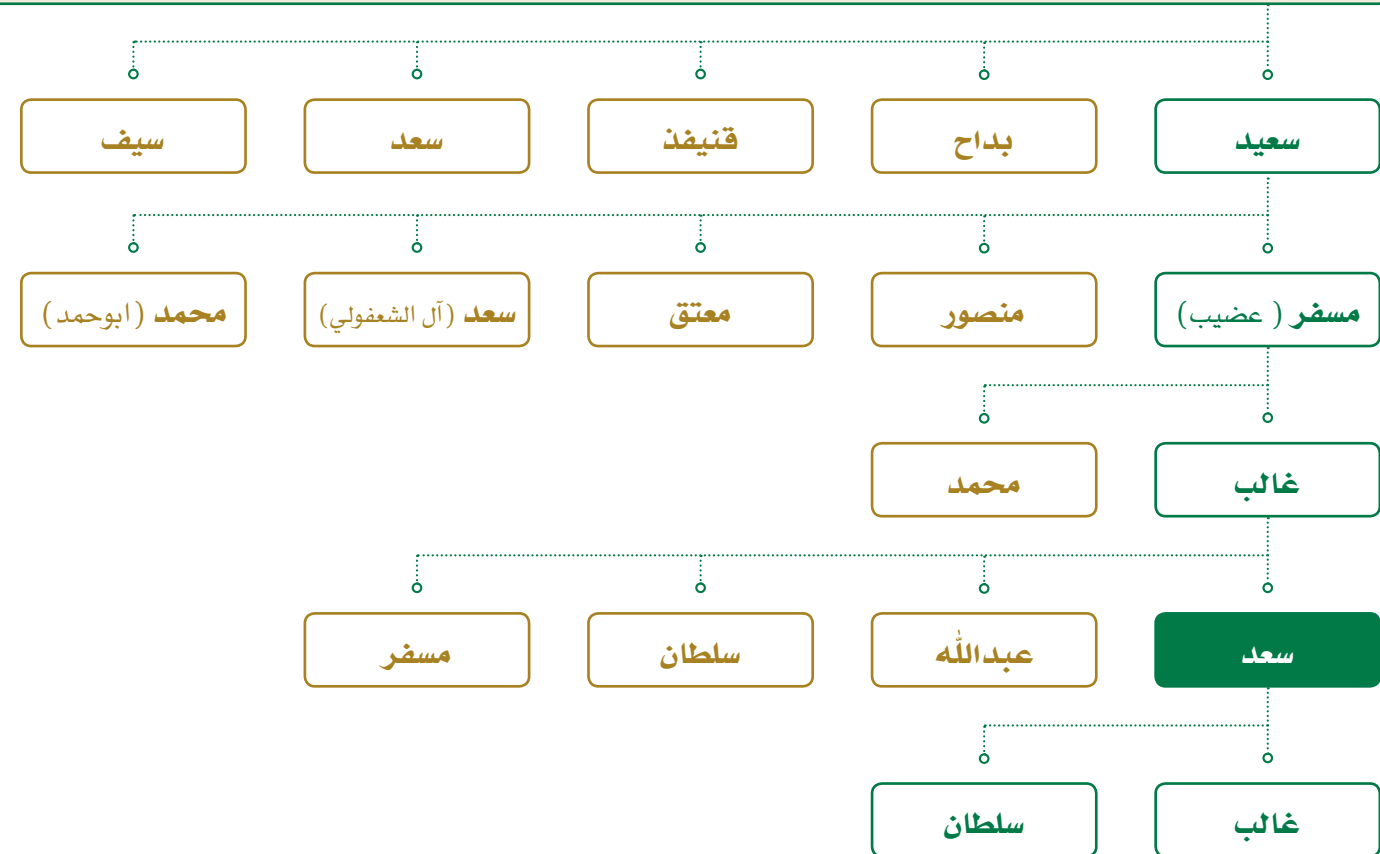 سعيد
بداح
قنيفذ
سعد
سيف
مسفر ( عضيب)
منصور
معتق
سعد (آل الشعفولي)
محمد (ابوحمد)
غالب
محمد
سعد
عبدالله
سلطان
مسفر
غالب
سلطان